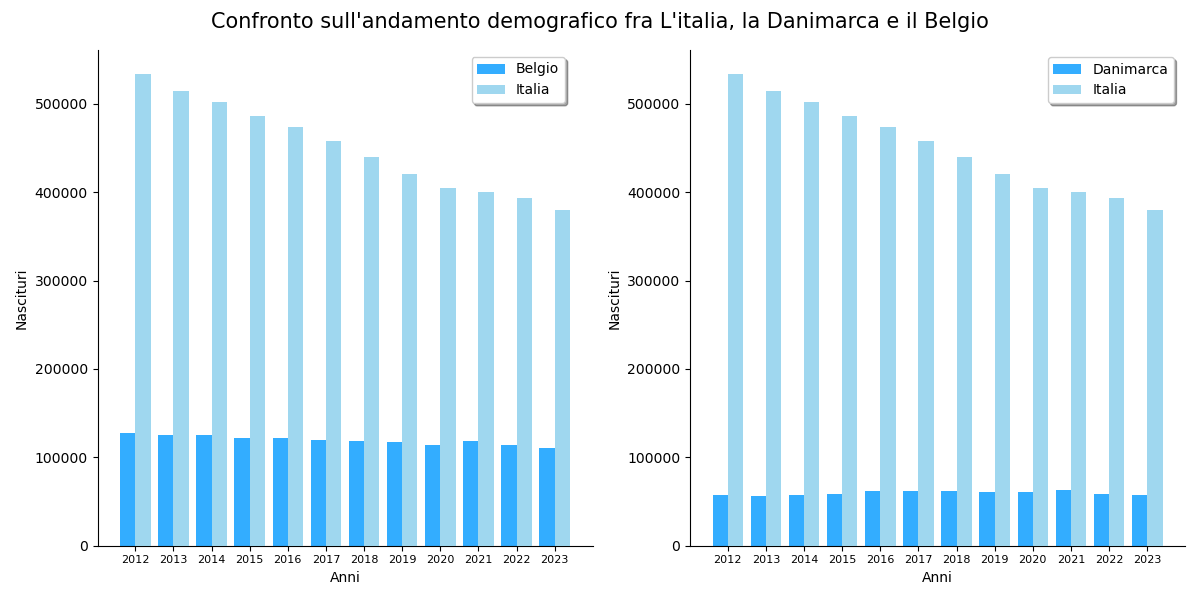 Confronto sull'andamento demografico fra L'italia, la Danimarca e il Belgio
Belgio
Italia
500000
400000
300000
200000
100000
0
Nascituri
2012 2013 2014 2015 2016 2017 2018 2019 2020 2021 2022 2023
Anni
Danimarca
Italia
500000
400000
300000
200000
100000
0
Nascituri
2012 2013 2014 2015 2016 2017 2018 2019 2020 2021 2022 2023
Anni